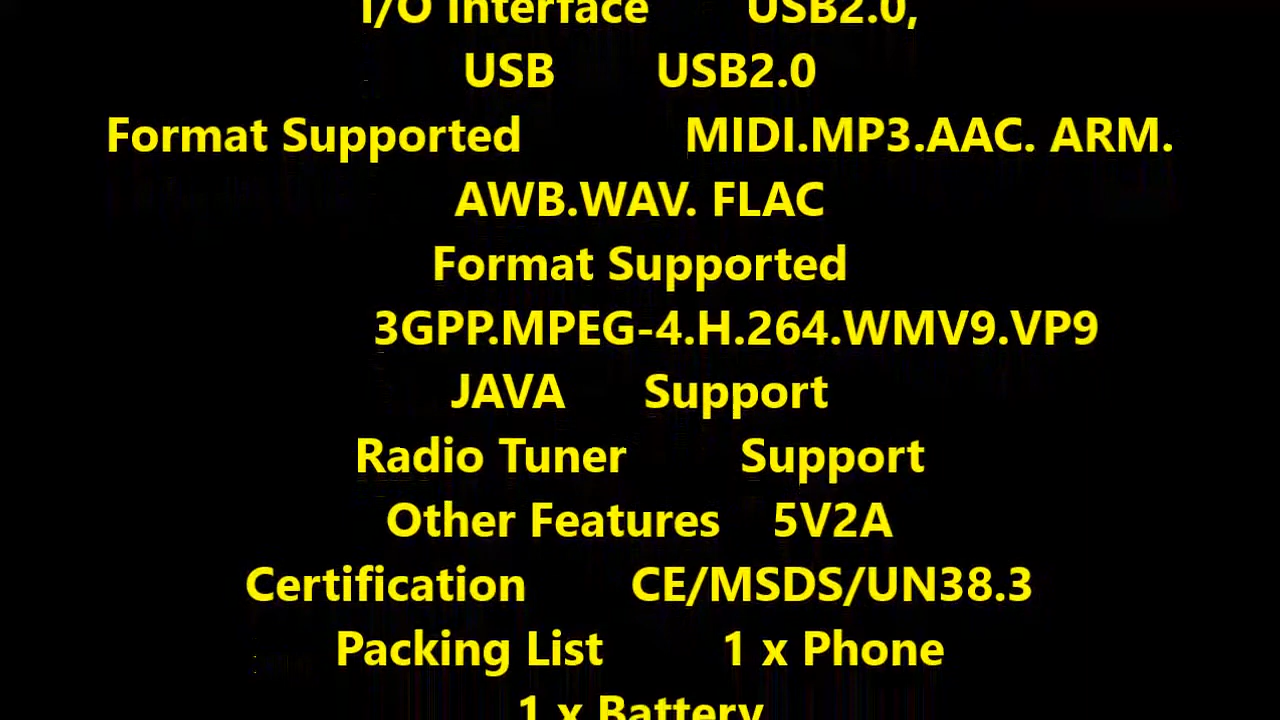 I/O Interface USB2.0,
USB USB2.0
Format Supported MIDI.MP3.AAC. ARM.
AWB.WAV. FLAC
Format Supported
3GPP.MPEG-4.H.264.WMV9.VP9
JAVA Support
Radio Tuner Support
Other Features 5V2A
Certification CE/MSDS/UN38.3
Packing List 1 x Phone
1 x Battery